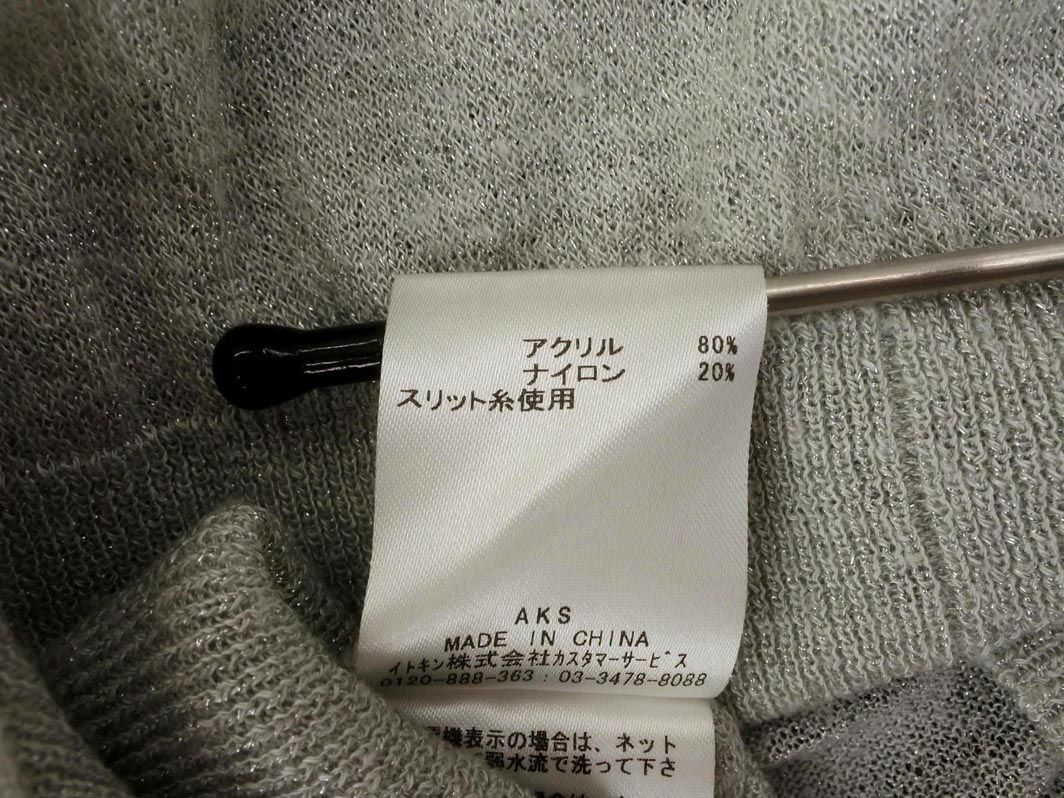 アクリル 80%
ナイロン 20%
スリット糸使用
AKS
MADE IN CHINA
イトキン株式会社カスタマーサービス
0120-888-363 : 03-3478-8088
機表示の場合は、ネット
弱水流で洗って下さ